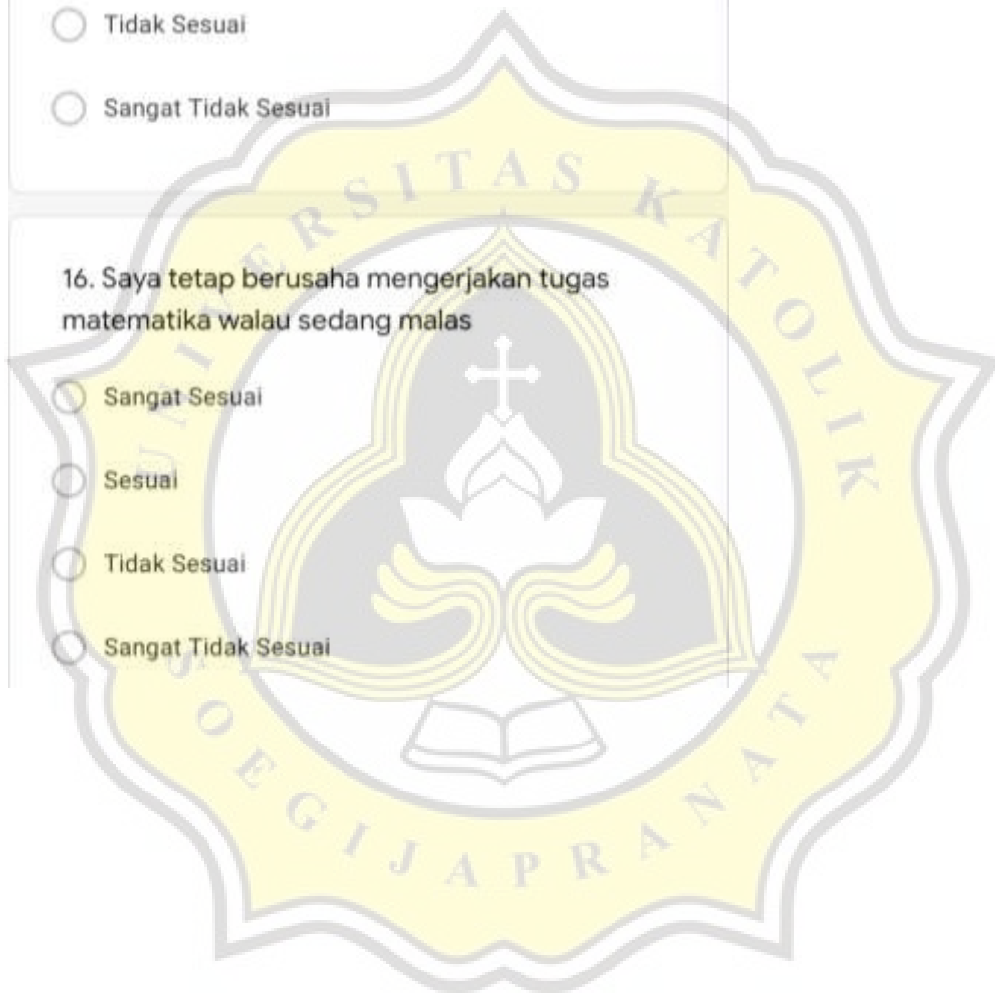 Tidak Sesuai
Sangat Tidak Sesuai
UNIVERSITAS KATOLIK
16. Saya tetap berusaha mengerjakan tugas
matematika walau sedang malas
Sangat Sesuai
Sesuai
Tidak Sesuai
Sangat Tidak Sesuai
SOEGIJAPRANATA